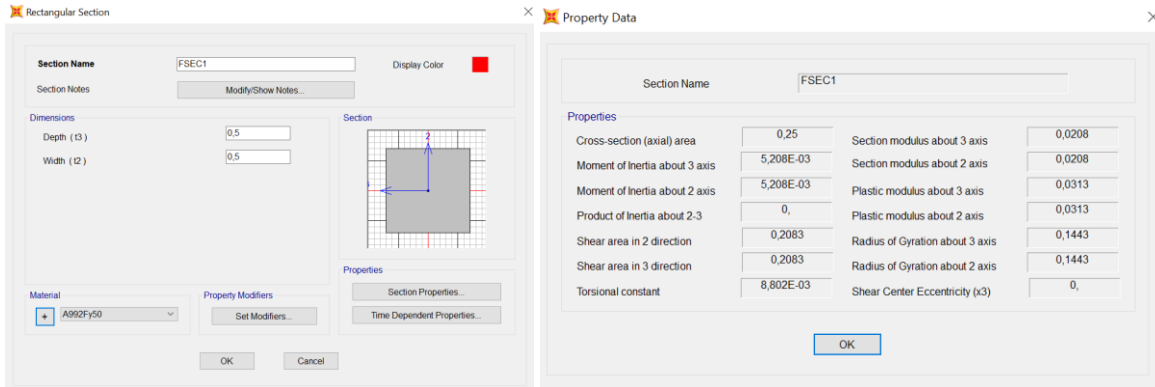 Rectangular Section
Section Name FSEC1 Display Color
Section Notes Modify/Show Notes...
Dimensions
Depth ( t3 ) 0,5
Width ( t2 ) 0,5
Section
2
Properties
Section Properties...
Time Dependent Properties...
Material
+ A992Fy50
Property Modifiers
Set Modifiers...
OK Cancel
Property Data
Section Name FSEC1
Properties
Cross-section (axial) area 0,25
Moment of Inertia about 3 axis 5,208E-03
Moment of Inertia about 2 axis 5,208E-03
Product of Inertia about 2-3 0,
Shear area in 2 direction 0,2083
Shear area in 3 direction 0,2083
Torsional constant 8,802E-03
Section modulus about 3 axis 0,0208
Section modulus about 2 axis 0,0208
Plastic modulus about 3 axis 0,0313
Plastic modulus about 2 axis 0,0313
Radius of Gyration about 3 axis 0,1443
Radius of Gyration about 2 axis 0,1443
Shear Center Eccentricity (x3) 0,
OK